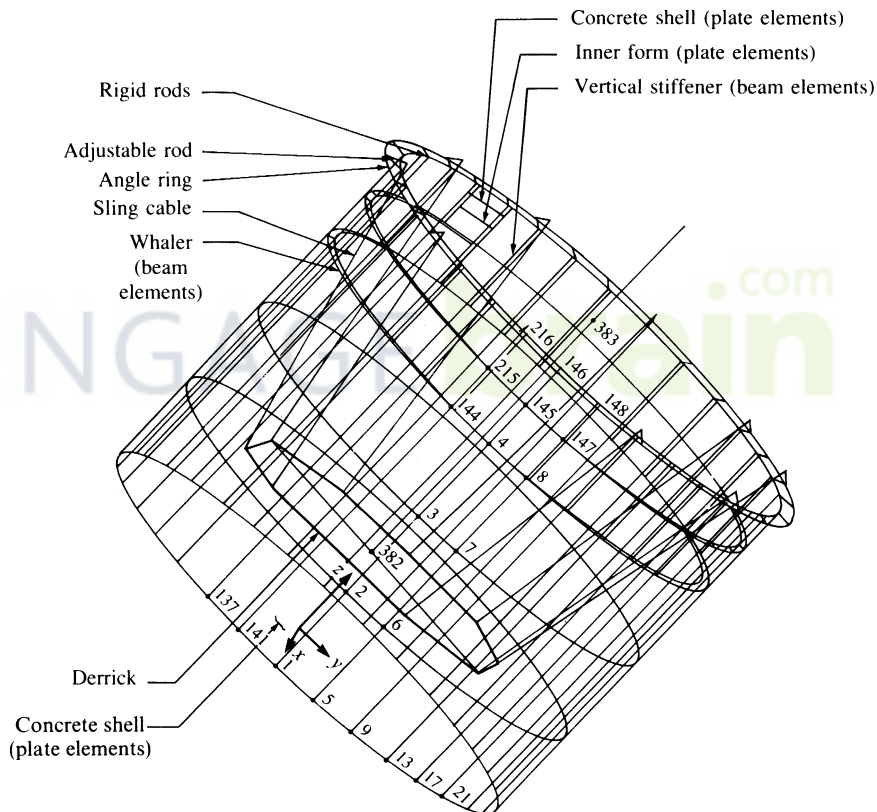 Concrete shell (plate elements)
Inner form (plate elements)
Vertical stiffener (beam elements)
Rigid rods
Adjustable rod
Angle ring
Sling cable
Whaler
(beam
elements)
com
NGAGEbrain
383
216
146
215
148
145
144
147
4
8
3
7
382
z
2
6
137
141
x
y
1
5
9
13
17
21
Derrick
Concrete shell
(plate elements)